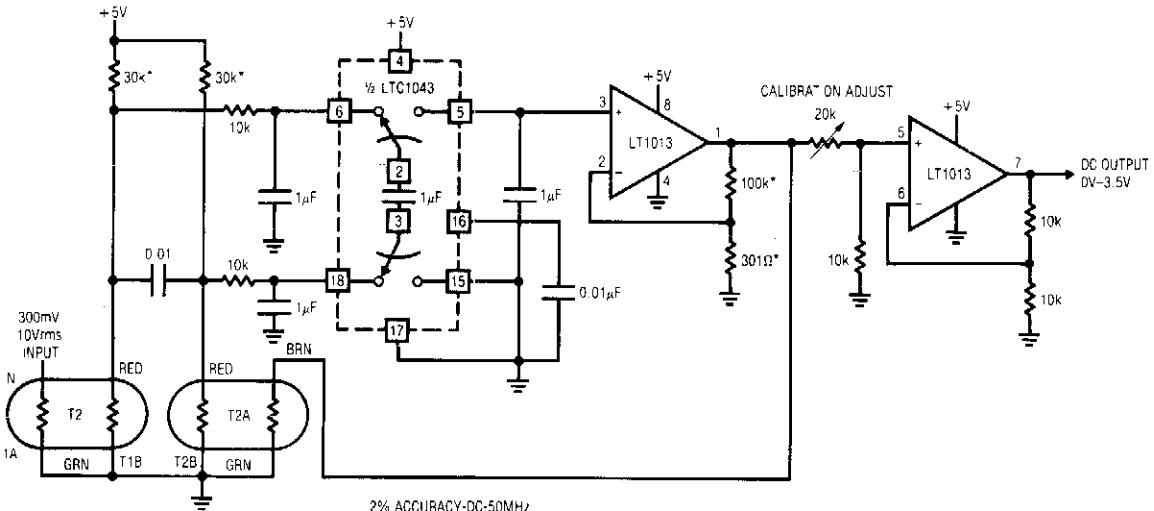 +5V
30k*
30k*
+5V
4
½ LTC1043
6
5
10k
2
1µF
1µF
3
16
1µF
0.01
10k
18
15
1µF
17
0.01µF
300mV
10Vrms
INPUT
RED
RED
BRN
N
T2
T2A
1A
GRN
T1B
T2B
GRN
+5V
3
+
8
LT1013
1
2
−
4
100k*
301Ω*
CALIBRAT ON ADJUST
20k
+5V
5
+
LT1013
7
6
−
10k
10k
10k
DC OUTPUT
0V–3.5V
2% ACCURACY-DC-50MHz